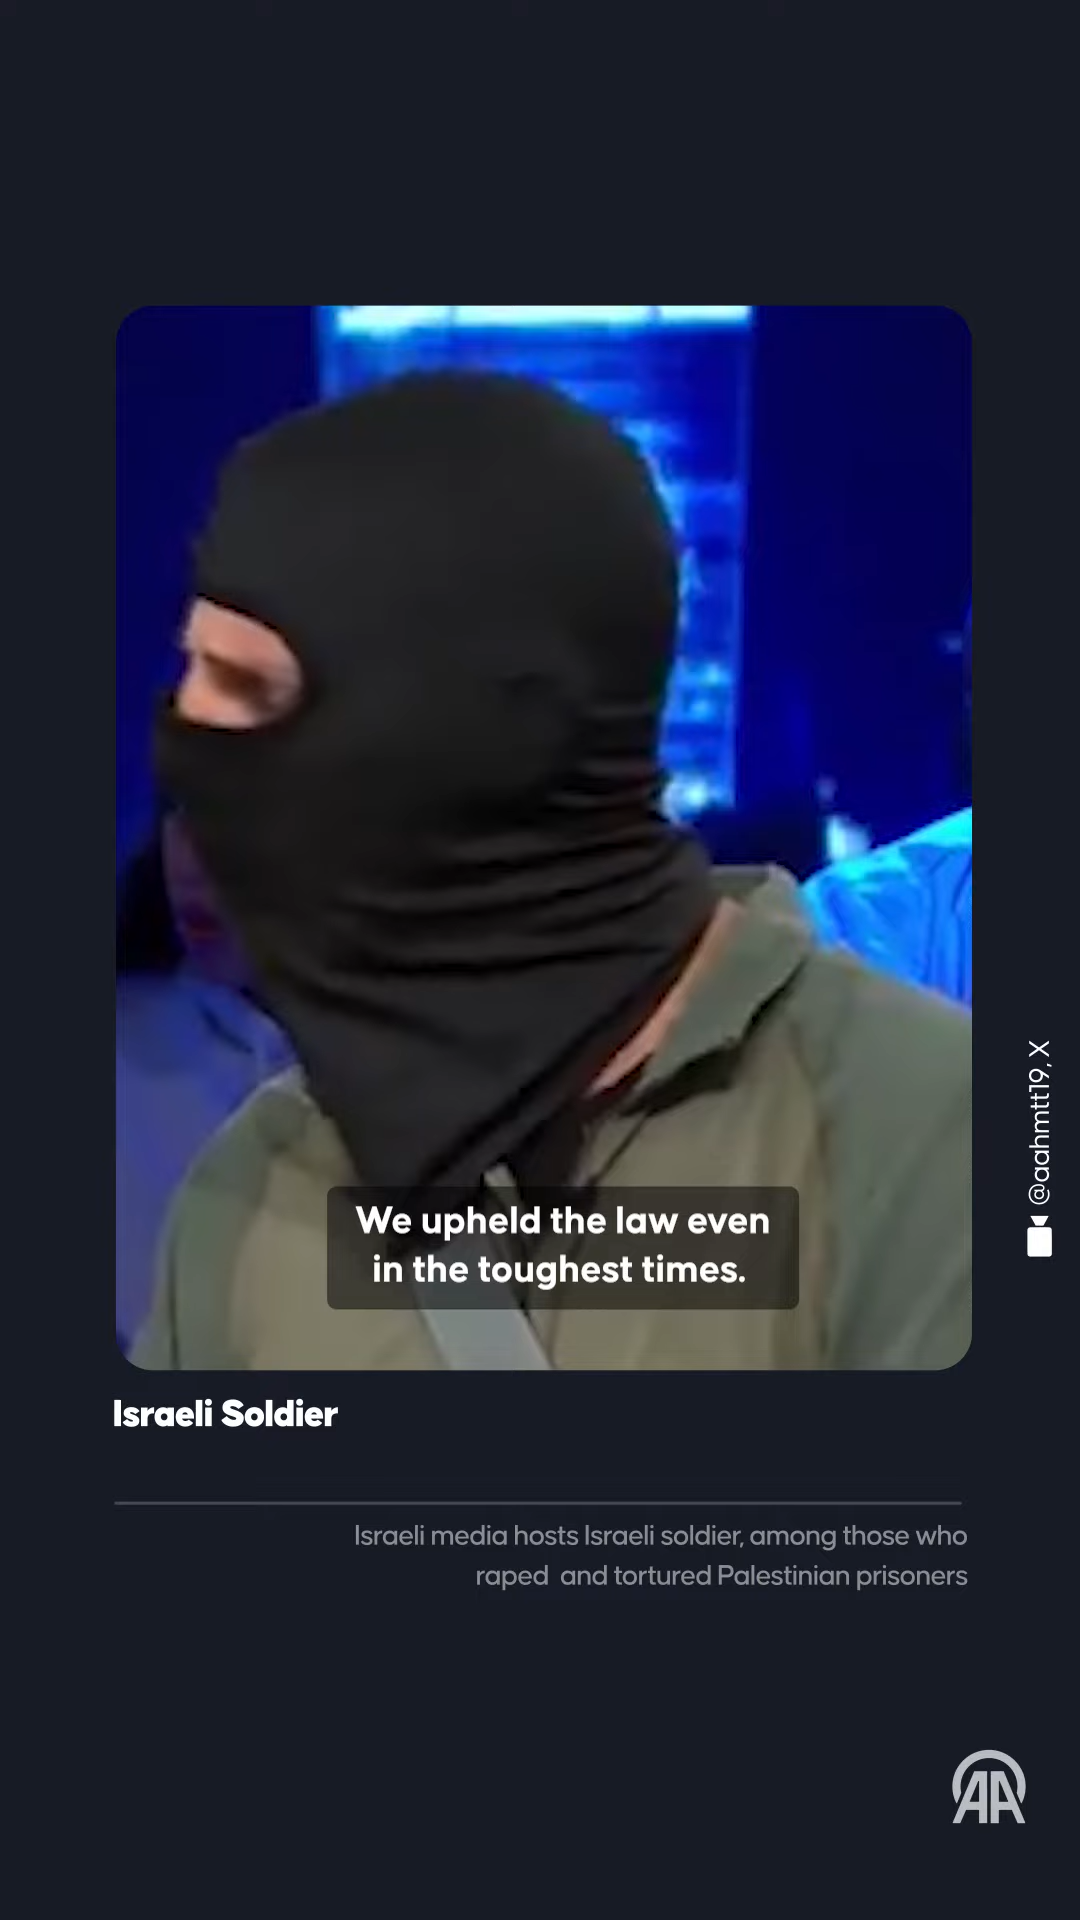 We upheld the law even
in the toughest times.
@aahmtt19, X
Israeli Soldier
Israeli media hosts Israeli soldier, among those who
raped and tortured Palestinian prisoners
AA